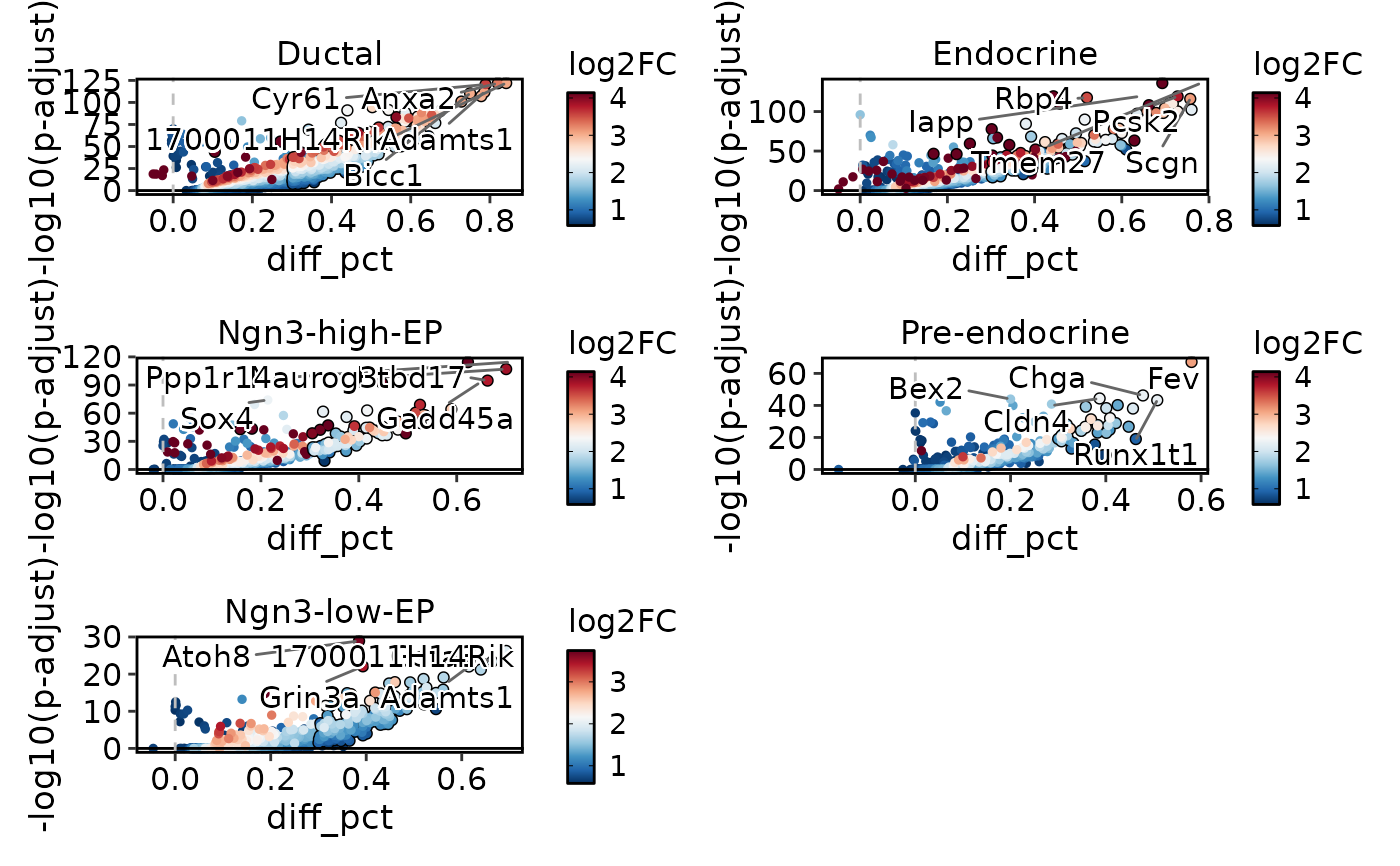 Ductal
-log10(p-adjust)
125
100
75
50
25
0
Cyr61
Anxa2
1700011H14Rik
Adamts1
Bicc1
0.0 0.2 0.4 0.6 0.8
diff_pct
log2FC
4
3
2
1
Endocrine
-log10(p-adjust)
100
50
0
Rbp4
Iapp
Pcsk2
Tmem27
Scgn
0.0 0.2 0.4 0.6 0.8
diff_pct
log2FC
4
3
2
1
Ngn3-high-EP
-log10(p-adjust)
120
90
60
30
0
Ppp1r14a
Neurog3
Btbd17
Sox4
Gadd45a
0.0 0.2 0.4 0.6
diff_pct
log2FC
4
3
2
1
Pre-endocrine
-log10(p-adjust)
60
40
20
0
Bex2
Chga
Fev
Cldn4
Runx1t1
0.0 0.2 0.4 0.6
diff_pct
log2FC
4
3
2
1
Ngn3-low-EP
-log10(p-adjust)
30
20
10
0
Atoh8
1700011H14Rik
Grin3a
Adamts1
0.0 0.2 0.4 0.6
diff_pct
log2FC
3
2
1